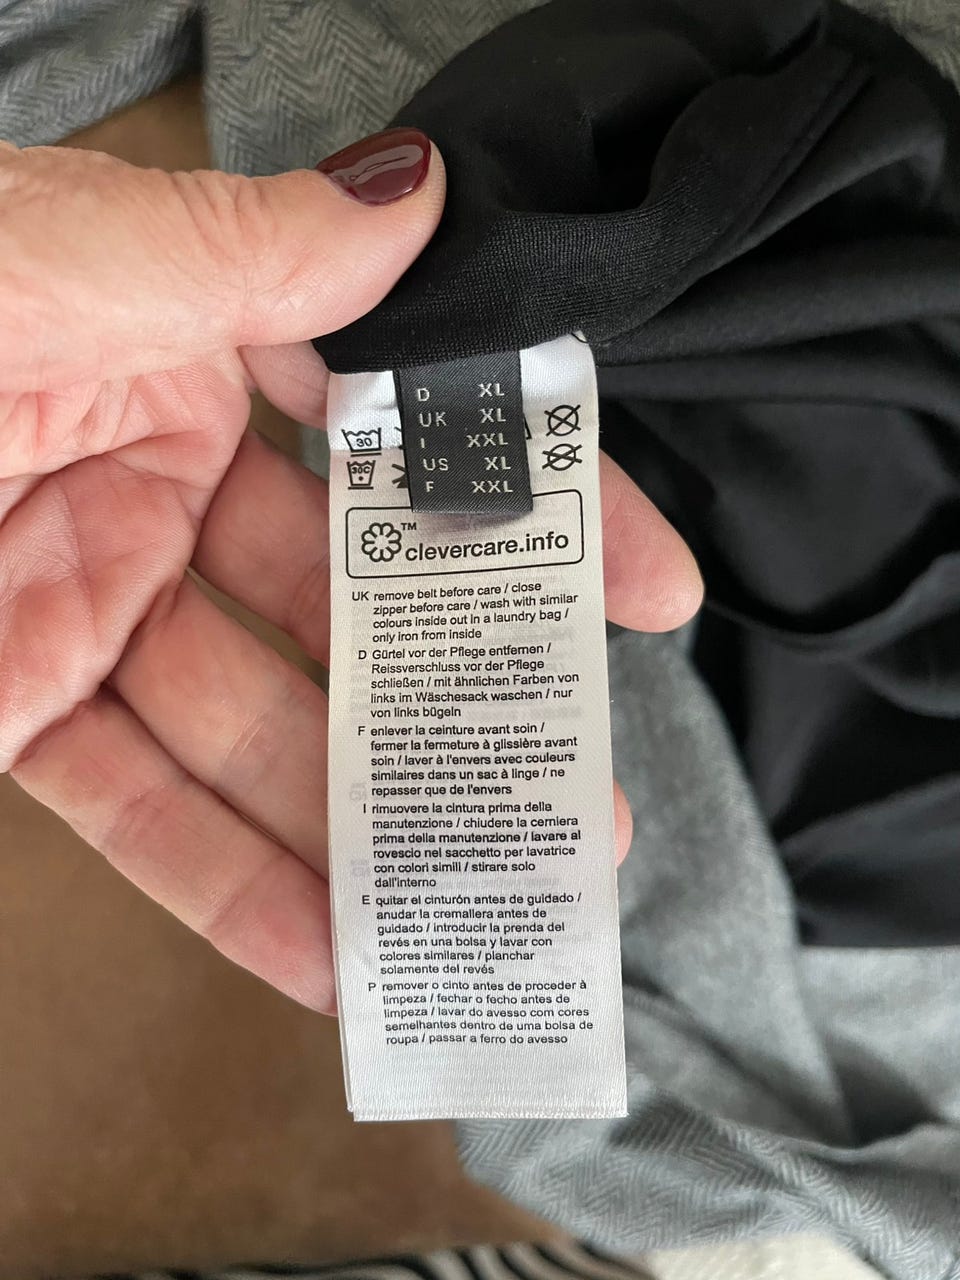 D XL
UK XL
I XXL
US XL
F XXL
30
30C
TM
clevercare.info
UK remove belt before care / close
zipper before care / wash with similar
colours inside out in a laundry bag /
only iron from inside
D Gürtel vor der Pflege entfernen /
Reissverschluss vor der Pflege
schließen / mit ähnlichen Farben von
links im Wäschesack waschen / nur
von links bügeln
F enlever la ceinture avant soin /
fermer la fermeture à glissière avant
soin / laver à l'envers avec couleurs
similaires dans un sac à linge / ne
repasser que de l'envers
I rimuovere la cintura prima della
manutenzione / chiudere la cerniera
prima della manutenzione / lavare al
rovescio nel sacchetto per lavatrice
con colori simili / stirare solo
dall'interno
E quitar el cinturón antes de guidado /
anudar la cremallera antes de
guidado / introducir la prenda del
revés en una bolsa y lavar con
colores similares / planchar
solamente del revés
P remover o cinto antes de proceder à
limpeza / fechar o fecho antes de
limpeza / lavar do avesso com cores
semelhantes dentro de uma bolsa de
roupa / passar a ferro do avesso